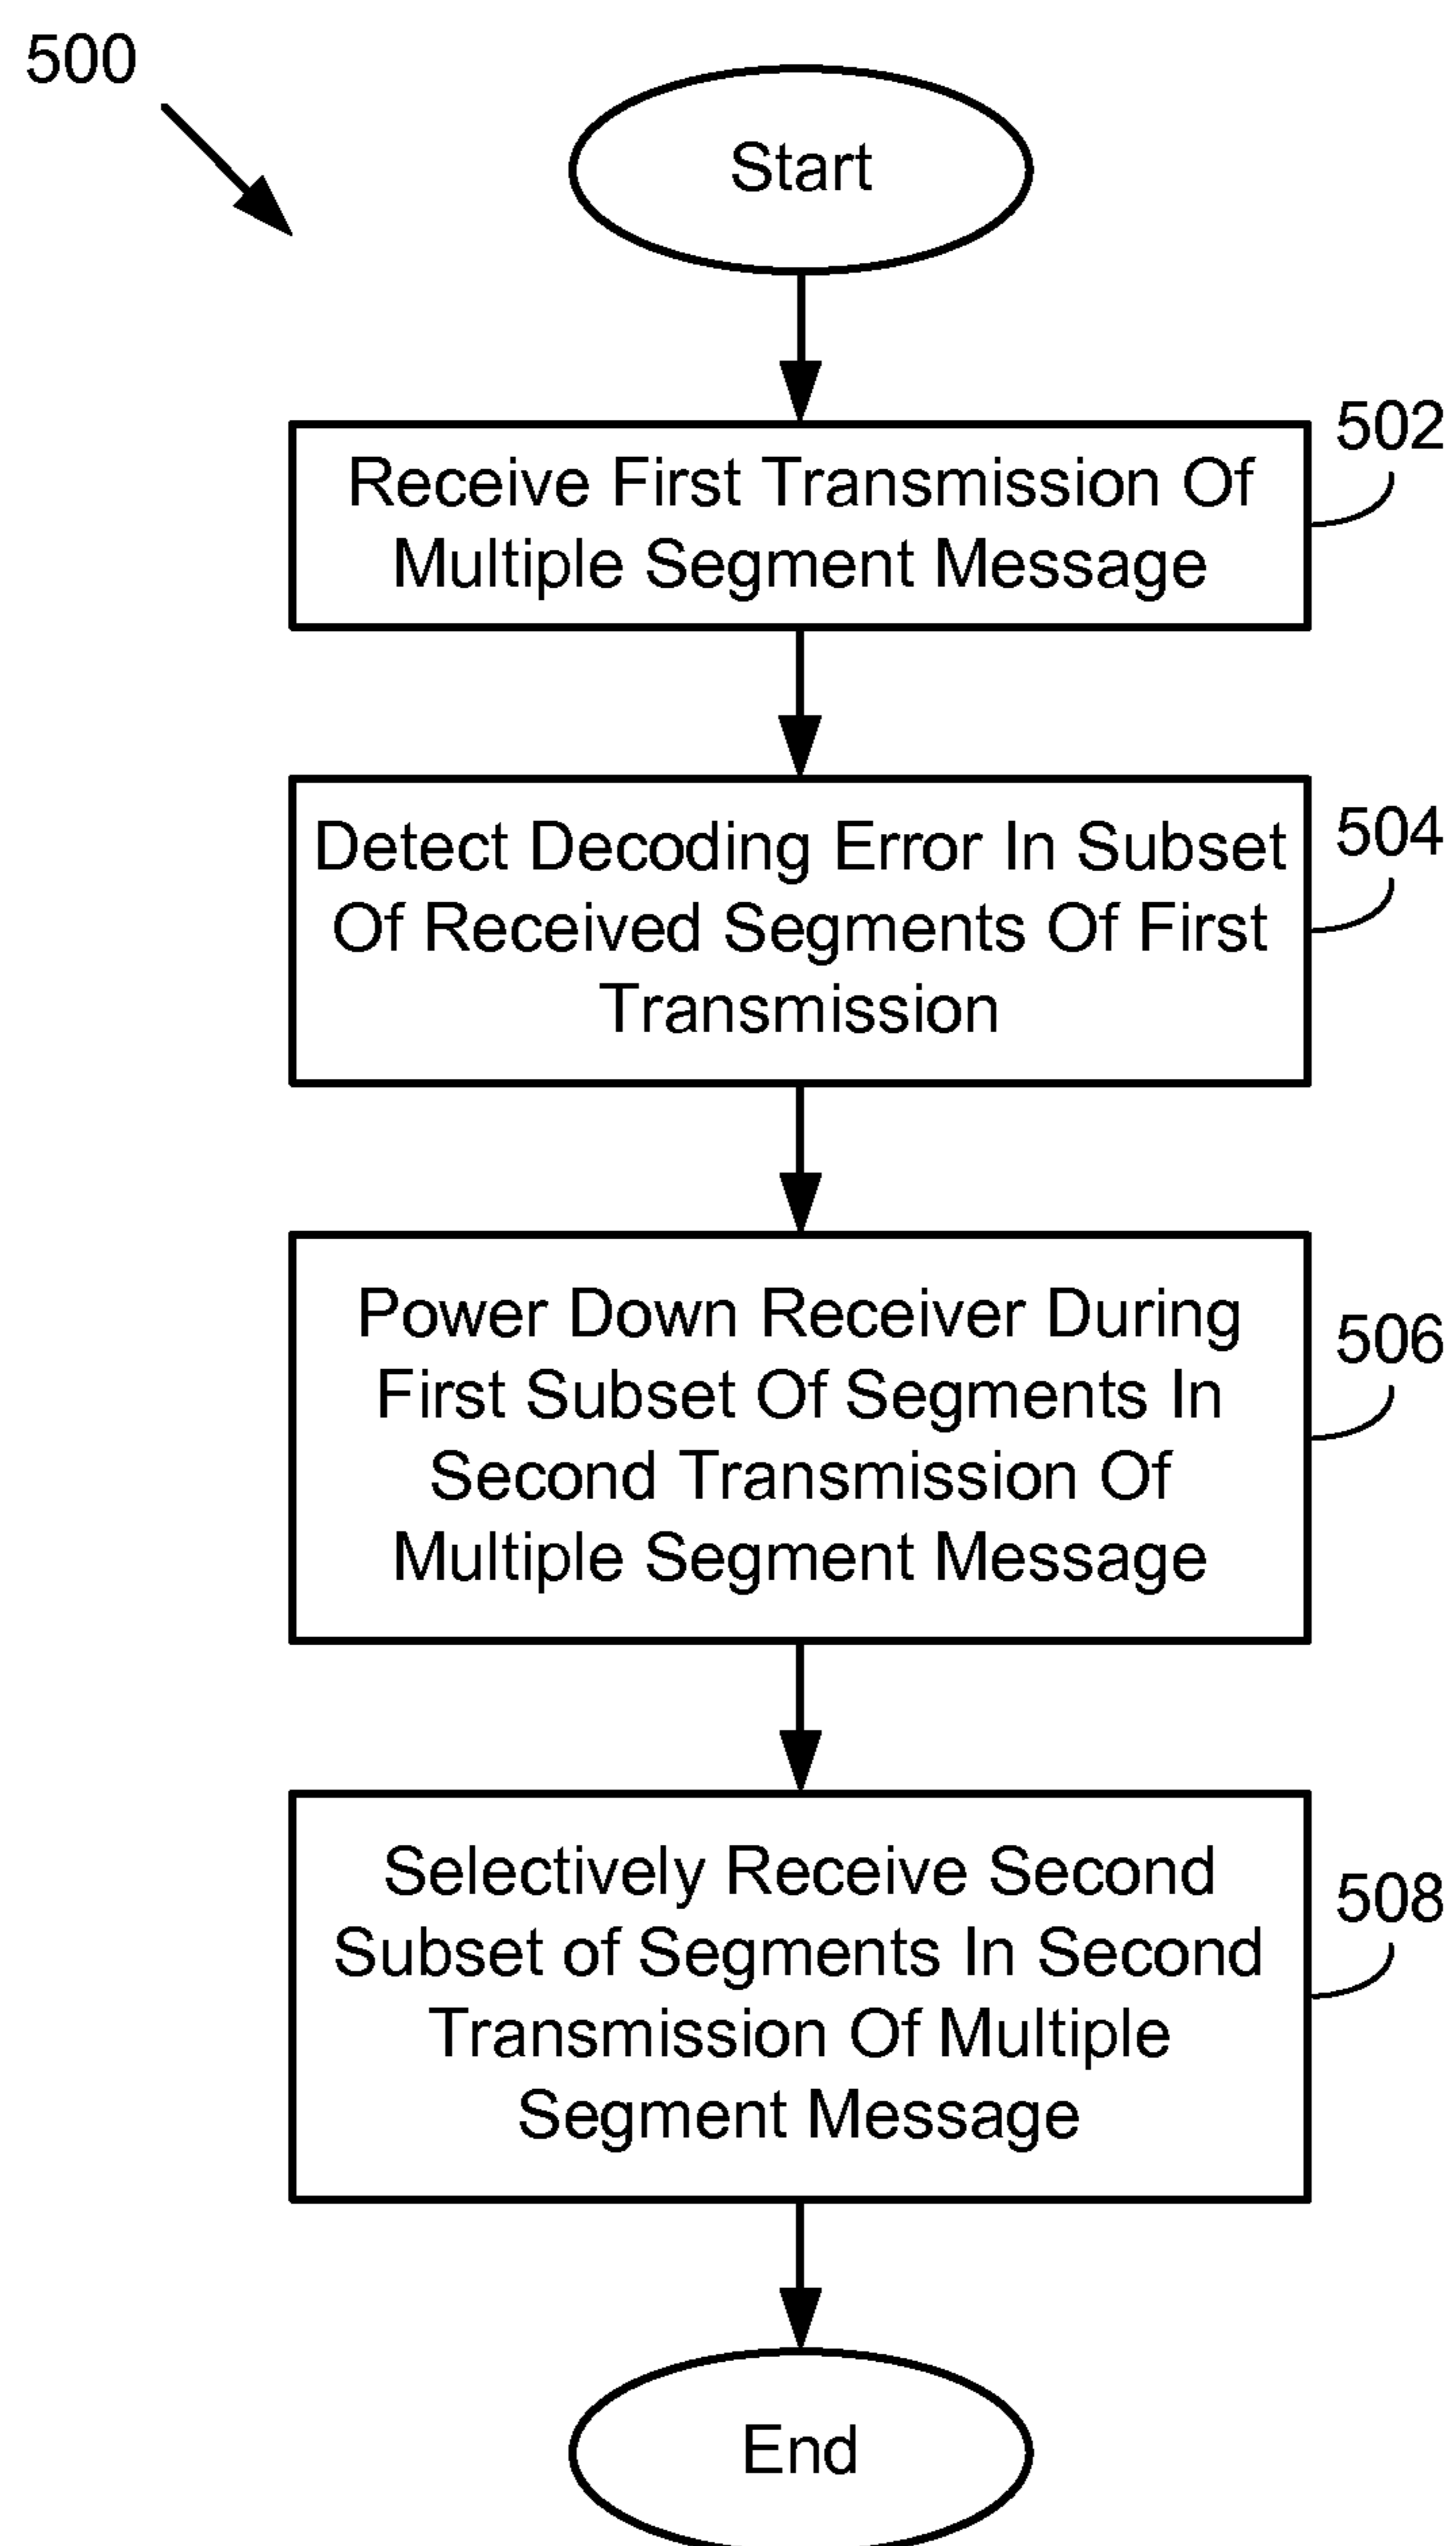 500
Start
502
Receive First Transmission Of
Multiple Segment Message
504
Detect Decoding Error In Subset
Of Received Segments Of First
Transmission
506
Power Down Receiver During
First Subset Of Segments In
Second Transmission Of
Multiple Segment Message
508
Selectively Receive Second
Subset of Segments In Second
Transmission Of Multiple
Segment Message
End